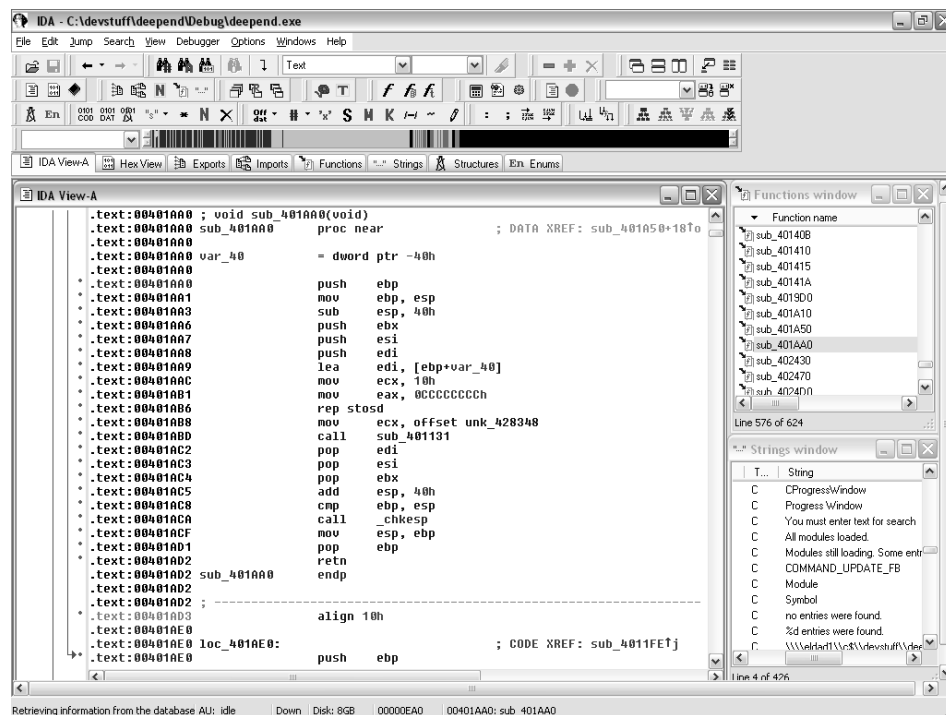 IDA - C:\devstuff\deepend\Debug\deepend.exe
File Edit Jump Search View Debugger Options Windows Help
Text
En
IDA View-A Hex View Exports Imports Functions Strings Structures En Enums
IDA View-A
.text:00401AA0 ; void sub_401AA0(void)
.text:00401AA0 sub_401AA0 proc near ; DATA XREF: sub_401A50+18↑o
.text:00401AA0
.text:00401AA0 var_40 = dword ptr -40h
.text:00401AA0
.text:00401AA0 push ebp
.text:00401AA1 mov ebp, esp
.text:00401AA3 sub esp, 40h
.text:00401AA6 push ebx
.text:00401AA7 push esi
.text:00401AA8 push edi
.text:00401AA9 lea edi, [ebp+var_40]
.text:00401AAC mov ecx, 10h
.text:00401AB1 mov eax, 0CCCCCCCCh
.text:00401AB6 rep stosd
.text:00401AB8 mov ecx, offset unk_428348
.text:00401ABD call sub_401131
.text:00401AC2 pop edi
.text:00401AC3 pop esi
.text:00401AC4 pop ebx
.text:00401AC5 add esp, 40h
.text:00401AC8 cmp ebp, esp
.text:00401ACA call _chkesp
.text:00401ACF mov esp, ebp
.text:00401AD1 pop ebp
.text:00401AD2 retn
.text:00401AD2 sub_401AA0 endp
.text:00401AD2
.text:00401AD2 ; ---------------------------------------------------------------------------
.text:00401AD3 align 10h
.text:00401AE0
.text:00401AE0 loc_401AE0: ; CODE XREF: sub_4011FE↑j
.text:00401AE0 push ebp
Functions window
Function name
sub_40140B
sub_401410
sub_401415
sub_40141A
sub_4019D0
sub_401A10
sub_401A50
sub_401AA0
sub_402430
sub_402470
sub_4024D0
Line 576 of 624
Strings window
T... String
C CProgressWindow
C Progress Window
C You must enter text for search
C All modules loaded.
C Modules still loading. Some entr
C COMMAND_UPDATE_FB
C Module
C Symbol
C no entries were found.
C %d entries were found.
C \\\\eldad1\\c$\\devstuff\\dee
Line 4 of 426
Retrieving information from the database AU: idle Down Disk: 8GB 00000EA0 00401AA0: sub_401AA0